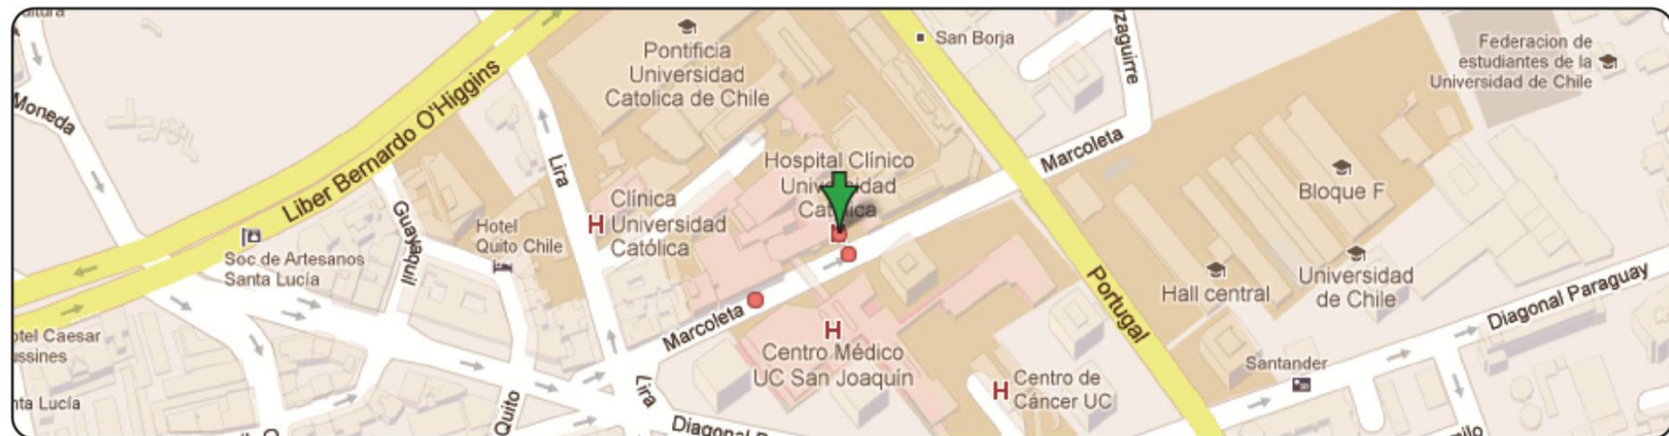 Moneda
Liber Bernardo O'Higgins
Pontificia
Universidad
Catolica de Chile
San Borja
Federacion de
estudiantes de la
Universidad de Chile
Lira
Hospital Clínico
Universidad
Católica
Marcoleta
Bloque F
Clínica
H Universidad
Católica
Guayaquil
Hotel
Quito Chile
Soc de Artesanos
Santa Lucía
Portugal
Hall central
Universidad
de Chile
Diagonal Paraguay
Marcoleta
H
Centro Médico
UC San Joaquín
Santander
H Centro de
Cáncer UC
Lira
Quito
Diagonal